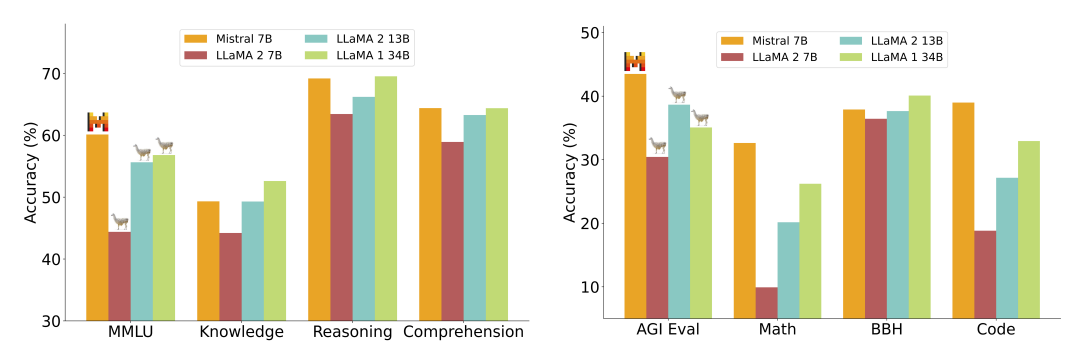 Mistral 7B
LLaMA 2 7B
LLaMA 2 13B
LLaMA 1 34B
Accuracy (%)
70
60
50
40
30
MMLU Knowledge Reasoning Comprehension
Mistral 7B
LLaMA 2 7B
LLaMA 2 13B
LLaMA 1 34B
Accuracy (%)
50
40
30
20
10
AGI Eval Math BBH Code